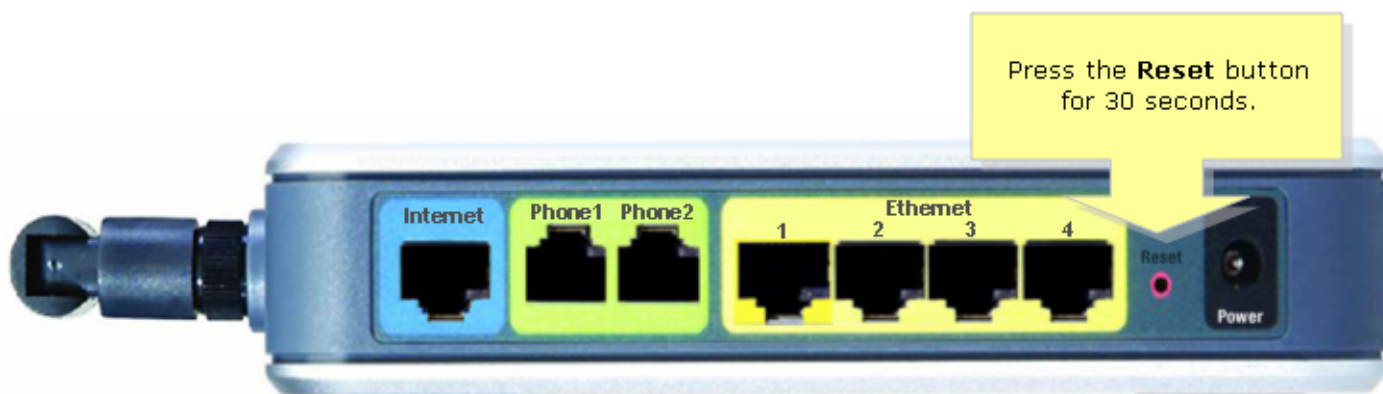 Press the Reset button
for 30 seconds.
Internet
Phone1 Phone2
Ethernet
1 2 3 4
Reset
Power